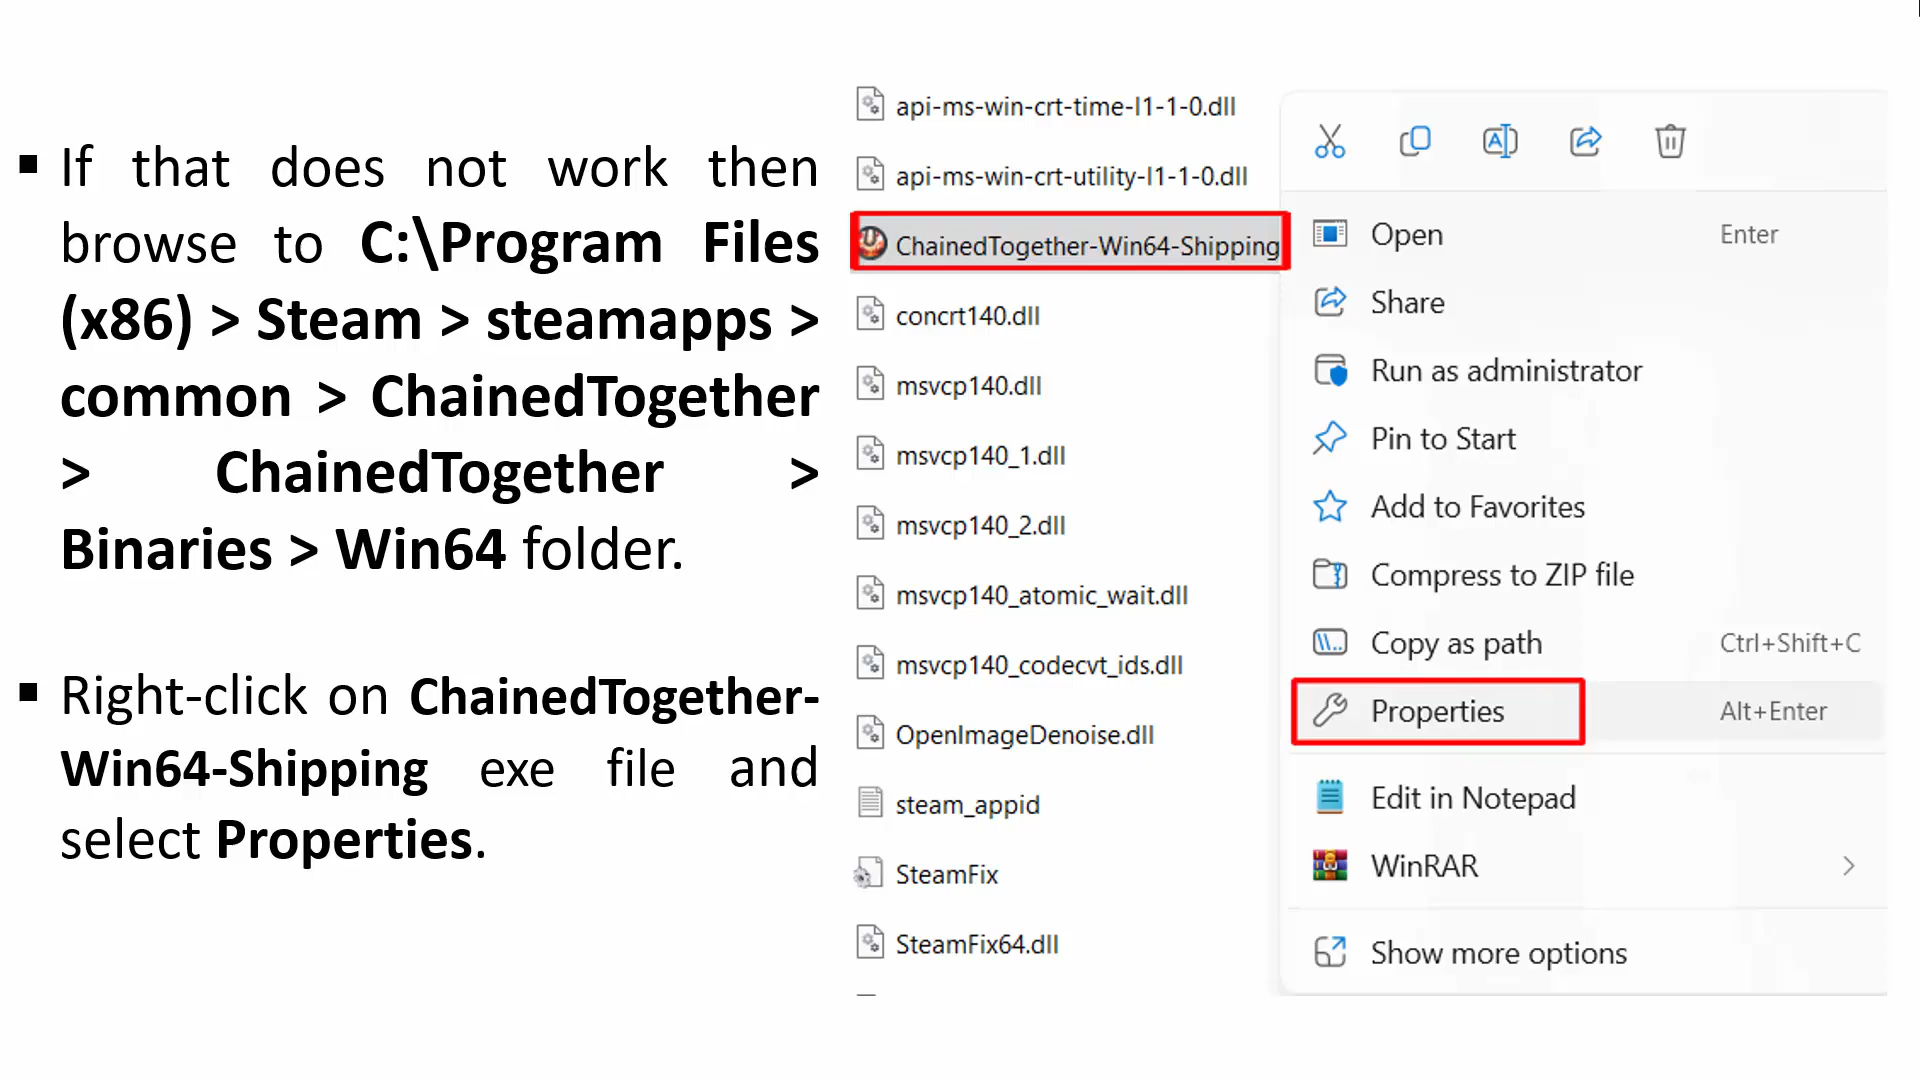 ▪ If that does not work then
browse to C:\Program Files
(x86) > Steam > steamapps >
common > ChainedTogether
> ChainedTogether >
Binaries > Win64 folder.
▪ Right-click on ChainedTogether-
Win64-Shipping exe file and
select Properties.
api-ms-win-crt-time-l1-1-0.dll
api-ms-win-crt-utility-l1-1-0.dll
ChainedTogether-Win64-Shipping
concrt140.dll
msvcp140.dll
msvcp140_1.dll
msvcp140_2.dll
msvcp140_atomic_wait.dll
msvcp140_codecvt_ids.dll
OpenImageDenoise.dll
steam_appid
SteamFix
SteamFix64.dll
Open Enter
Share
Run as administrator
Pin to Start
Add to Favorites
Compress to ZIP file
Copy as path Ctrl+Shift+C
Properties Alt+Enter
Edit in Notepad
WinRAR
Show more options